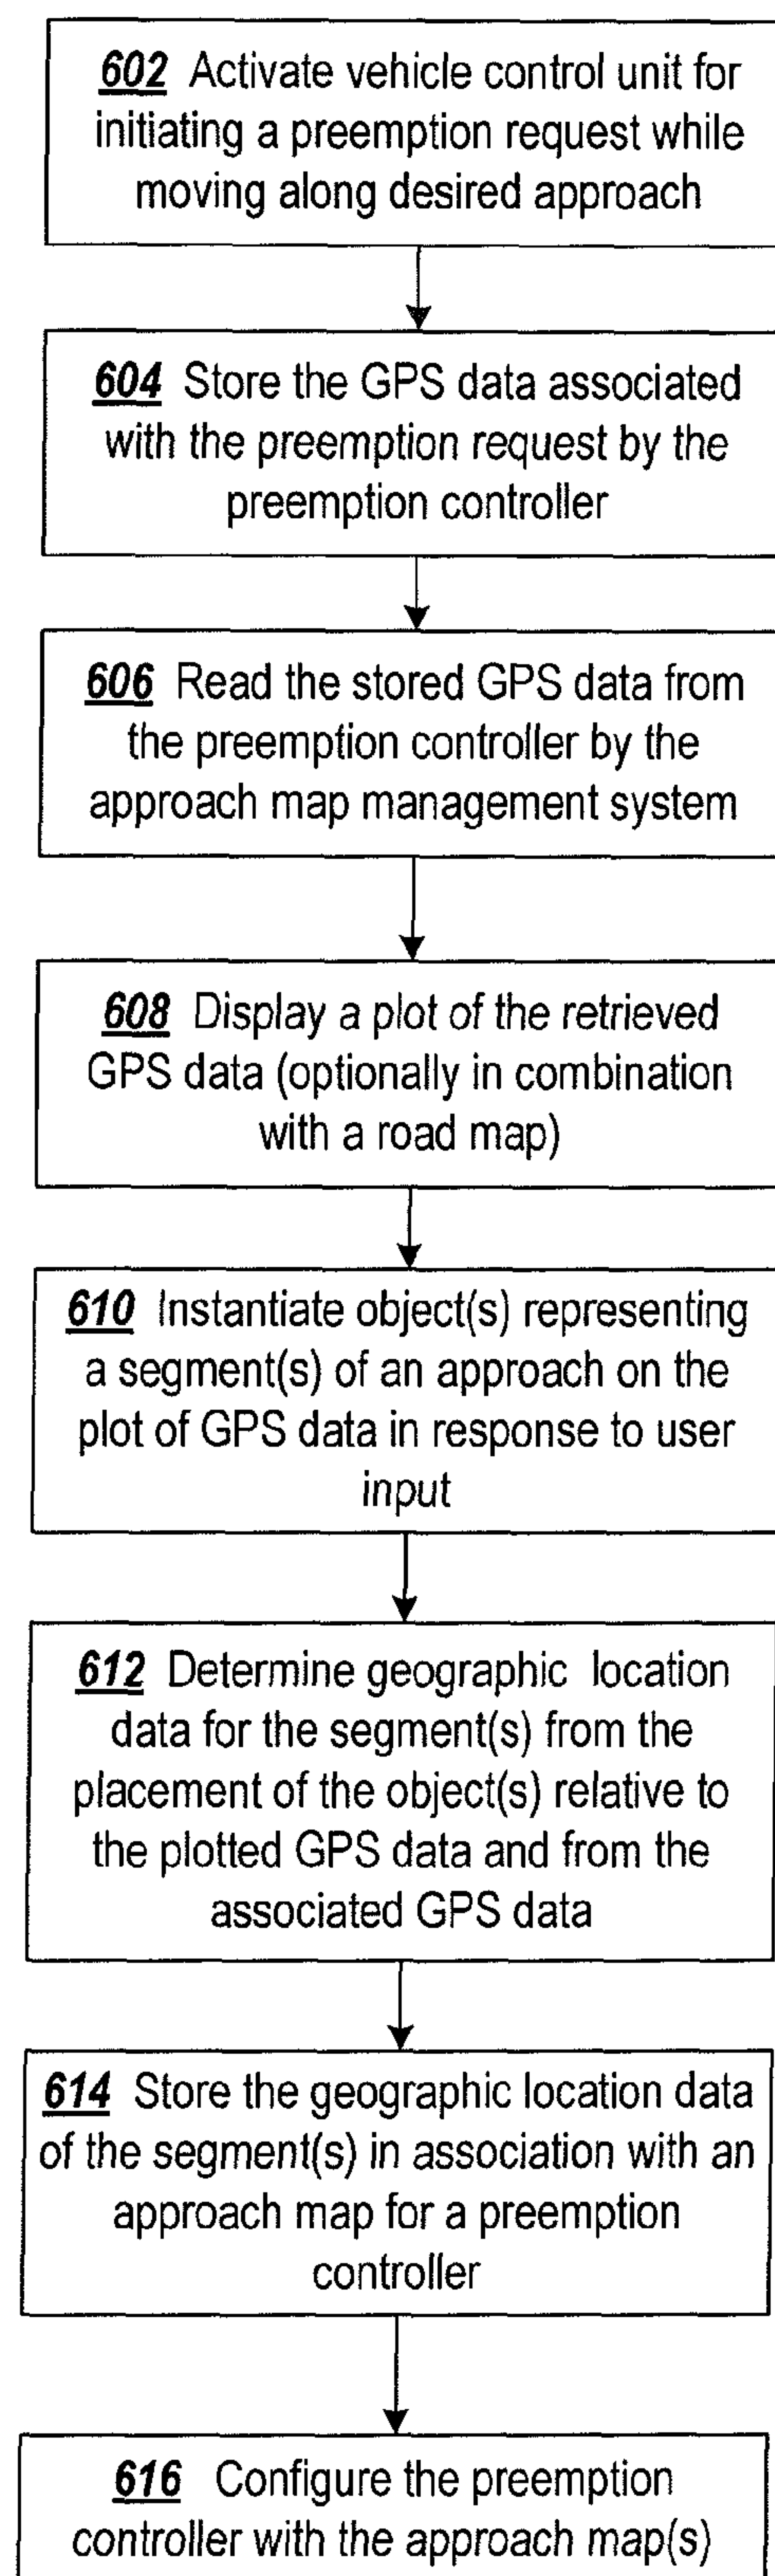 602 Activate vehicle control unit for
initiating a preemption request while
moving along desired approach
604 Store the GPS data associated
with the preemption request by the
preemption controller
606 Read the stored GPS data from
the preemption controller by the
approach map management system
608 Display a plot of the retrieved
GPS data (optionally in combination
with a road map)
610 Instantiate object(s) representing
a segment(s) of an approach on the
plot of GPS data in response to user
input
612 Determine geographic location
data for the segment(s) from the
placement of the object(s) relative to
the plotted GPS data and from the
associated GPS data
614 Store the geographic location data
of the segment(s) in association with an
approach map for a preemption
controller
616 Configure the preemption
controller with the approach map(s)